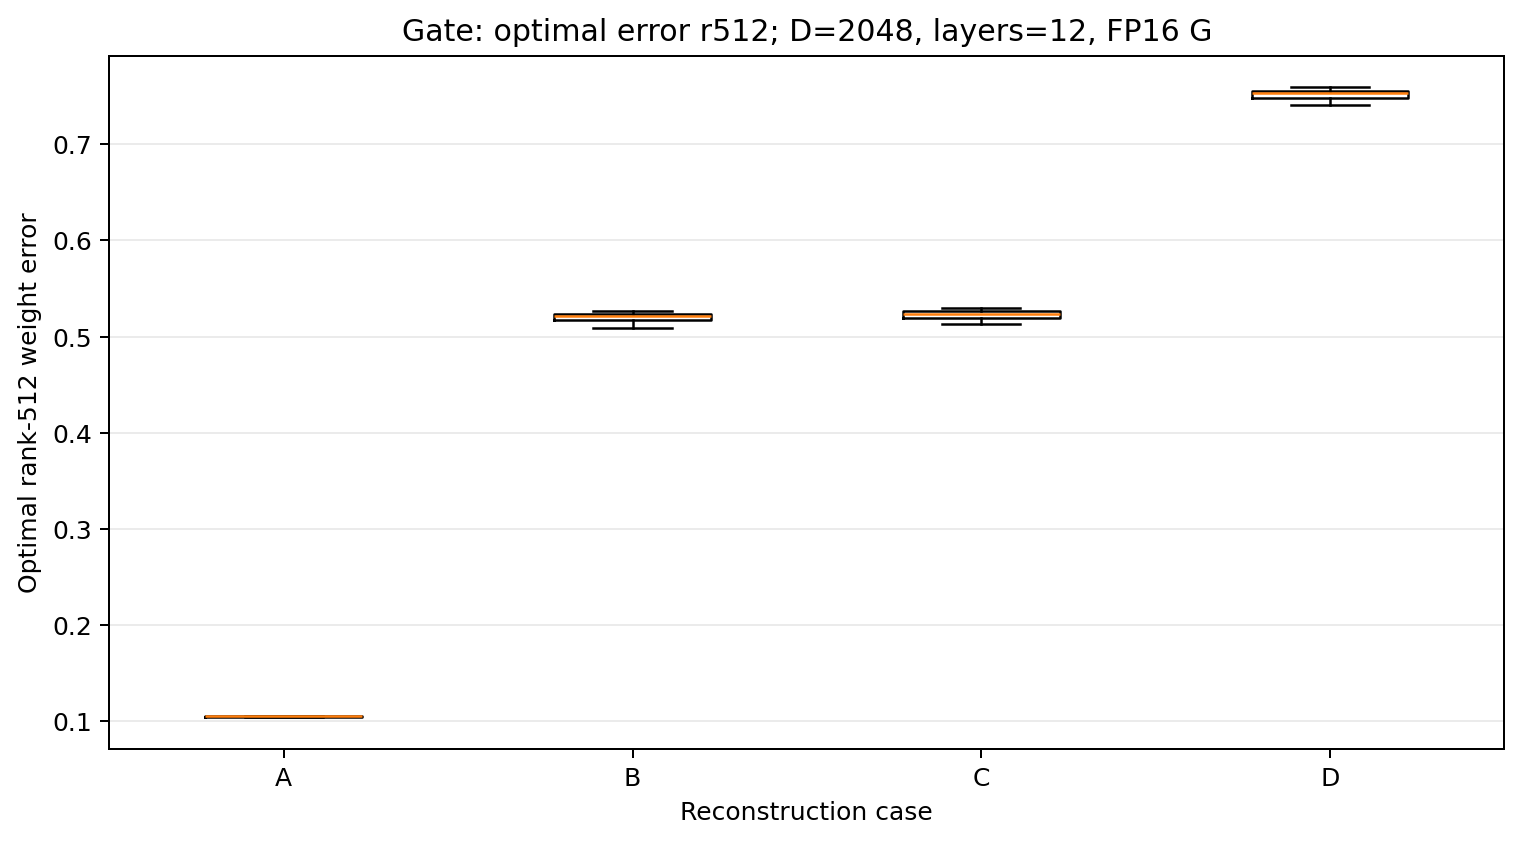 Gate: optimal error r512; D=2048, layers=12, FP16 G
Optimal rank-512 weight error
0.7
0.6
0.5
0.4
0.3
0.2
0.1
A B C D
Reconstruction case